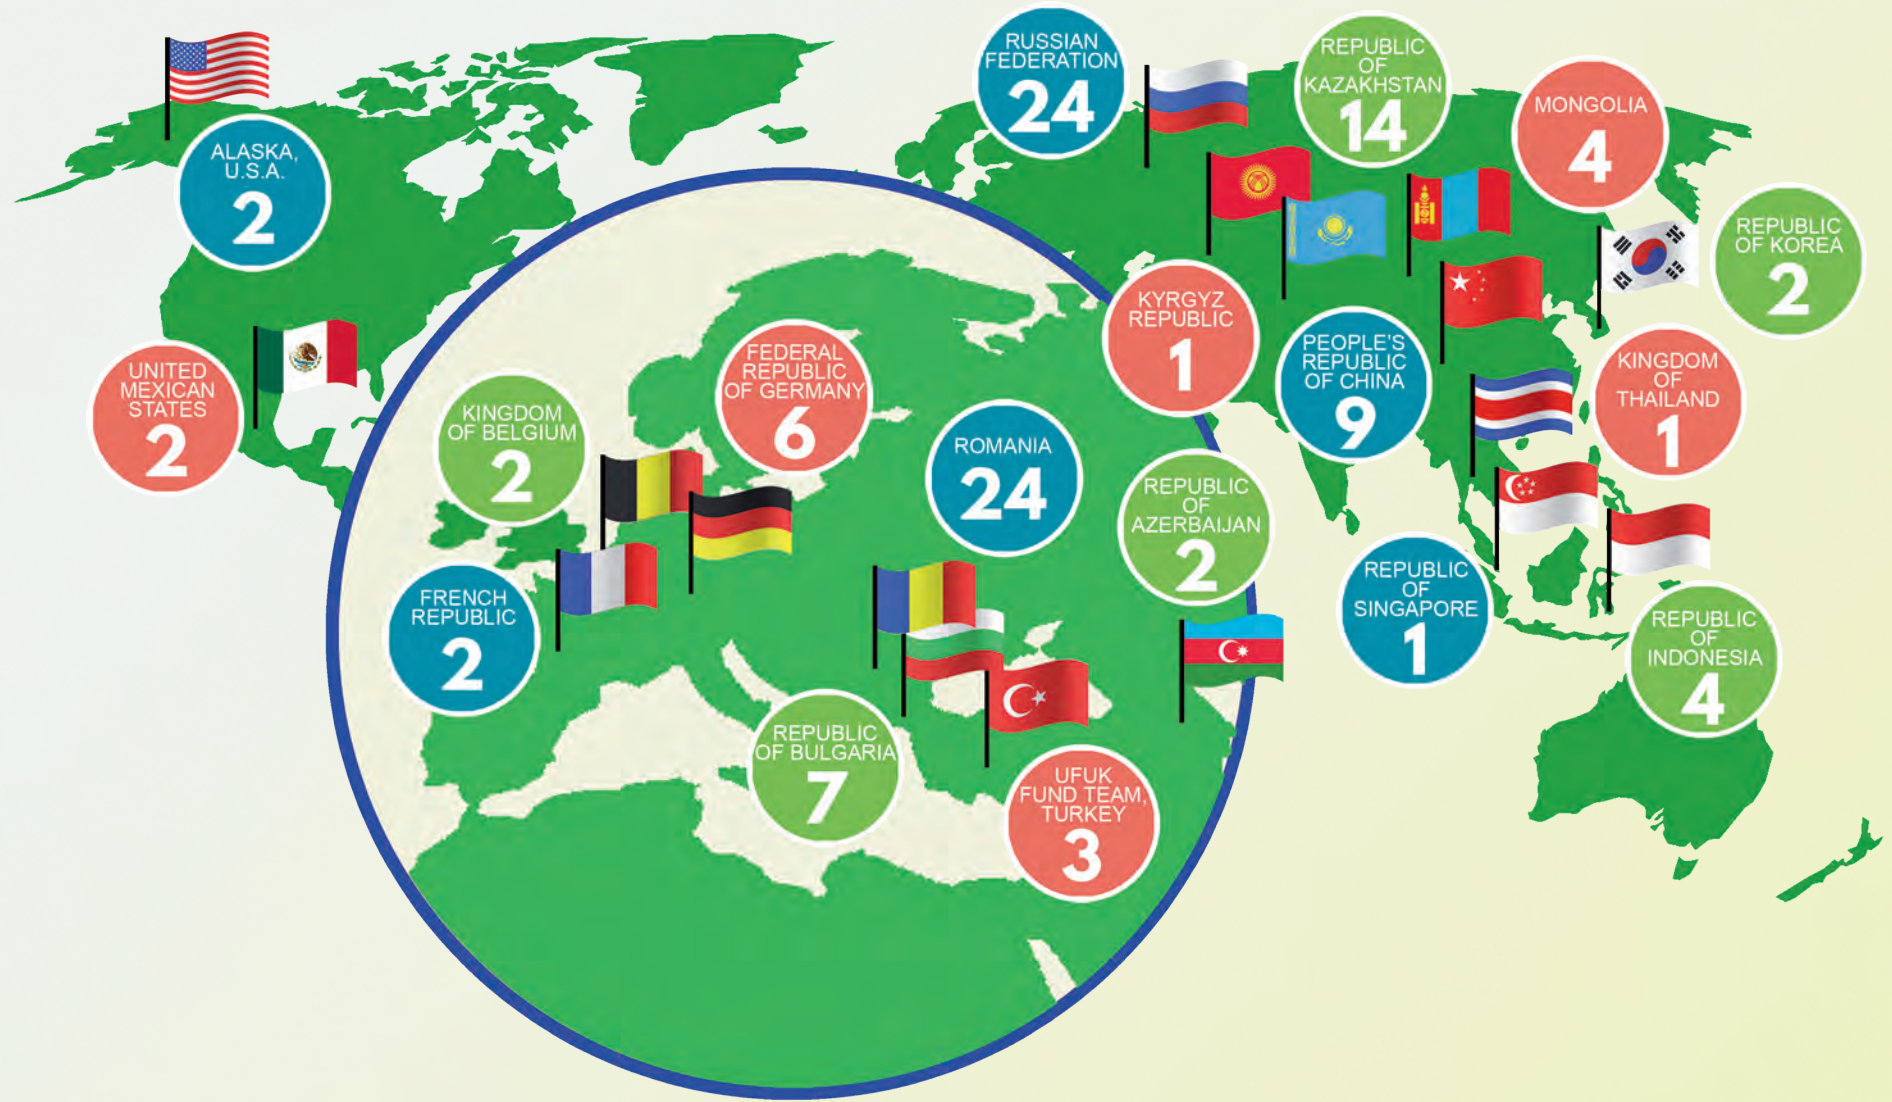 RUSSIAN
FEDERATION
24
REPUBLIC
OF
KAZAKHSTAN
14
MONGOLIA
4
ALASKA,
U.S.A.
2
REPUBLIC
OF KOREA
2
KYRGYZ
REPUBLIC
1
PEOPLE'S
REPUBLIC
OF CHINA
9
KINGDOM
OF
THAILAND
1
UNITED
MEXICAN
STATES
2
FEDERAL
REPUBLIC
OF GERMANY
6
KINGDOM
OF BELGIUM
2
ROMANIA
24
REPUBLIC
OF
AZERBAIJAN
2
FRENCH
REPUBLIC
2
REPUBLIC
OF
SINGAPORE
1
REPUBLIC
OF
INDONESIA
4
REPUBLIC
OF BULGARIA
7
UFUK
FUND TEAM,
TURKEY
3